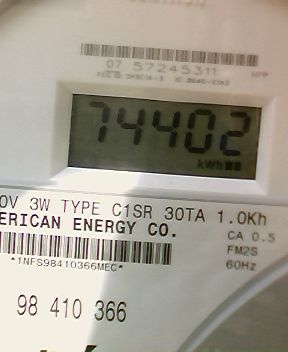 07 57245311
74402
kWh
0V 3W TYPE C1SR 30TA 1.0Kh
ERICAN ENERGY CO.
CA 0.5
FM2S
60Hz
*1NFS98410366MEC*
98 410 366